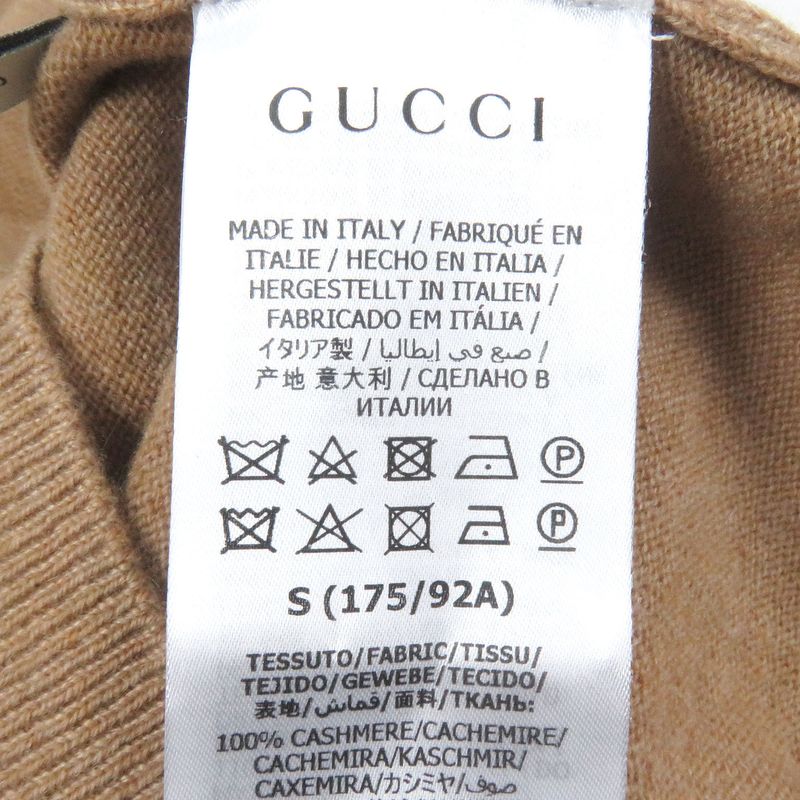 GUCCI
MADE IN ITALY / FABRIQUÉ EN
ITALIE / HECHO EN ITALIA /
HERGESTELLT IN ITALIEN /
FABRICADO EM ITÁLIA /
イタリア製 / صنع في إيطاليا /
产地 意大利 / СДЕЛАНО В
ИТАЛИИ
P
P
S (175/92A)
TESSUTO/FABRIC/TISSU/
TEJIDO/GEWEBE/TECIDO/
表地/قماش/面料/ТКАНЬ:
100% CASHMERE/CACHEMIRE/
CACHEMIRA/KASCHMIR/
CAXEMIRA/カシミヤ/صوف